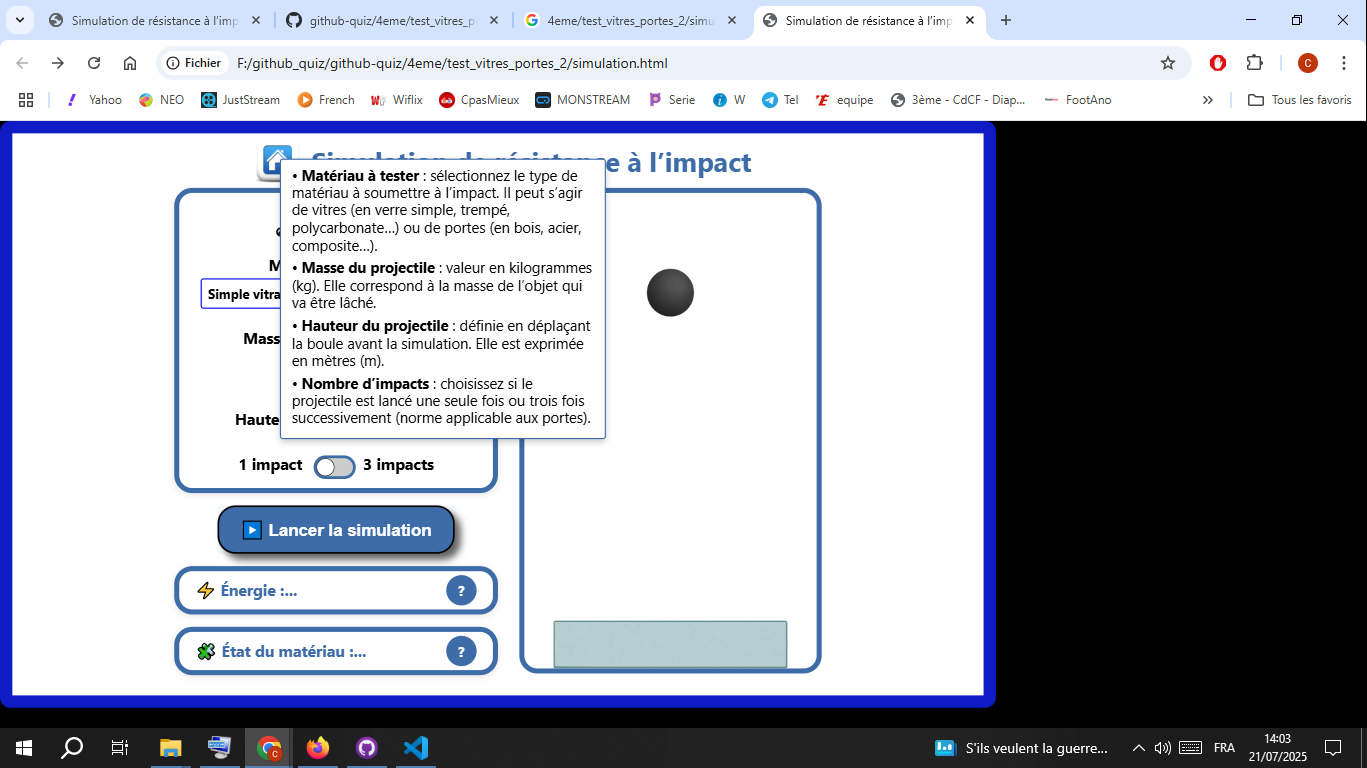 Simulation de résistance à l'imp
github-quiz/4eme/test_vitres_p
4eme/test_vitres_portes_2/simu
Simulation de résistance à l'imp
Fichier
F:/github_quiz/github-quiz/4eme/test_vitres_portes_2/simulation.html
C
Yahoo
NEO
JustStream
French
Wiflix
CpasMieux
MONSTREAM
Serie
W
Tel
equipe
3ème - CdCF - Diap...
FootAno
Tous les favoris
Simulation de résistance à l'impact
• Matériau à tester : sélectionnez le type de
matériau à soumettre à l'impact. Il peut s'agir
de vitres (en verre simple, trempé,
polycarbonate…) ou de portes (en bois, acier,
composite…).
• Masse du projectile : valeur en kilogrammes
(kg). Elle correspond à la masse de l'objet qui
va être lâché.
• Hauteur du projectile : définie en déplaçant
la boule avant la simulation. Elle est exprimée
en mètres (m).
• Nombre d'impacts : choisissez si le
projectile est lancé une seule fois ou trois fois
successivement (norme applicable aux portes).
M
Simple vitra
Mass
Haute
1 impact
3 impacts
Lancer la simulation
Énergie :...
?
État du matériau :...
?
S'ils veulent la guerre...
FRA
14:03
21/07/2025